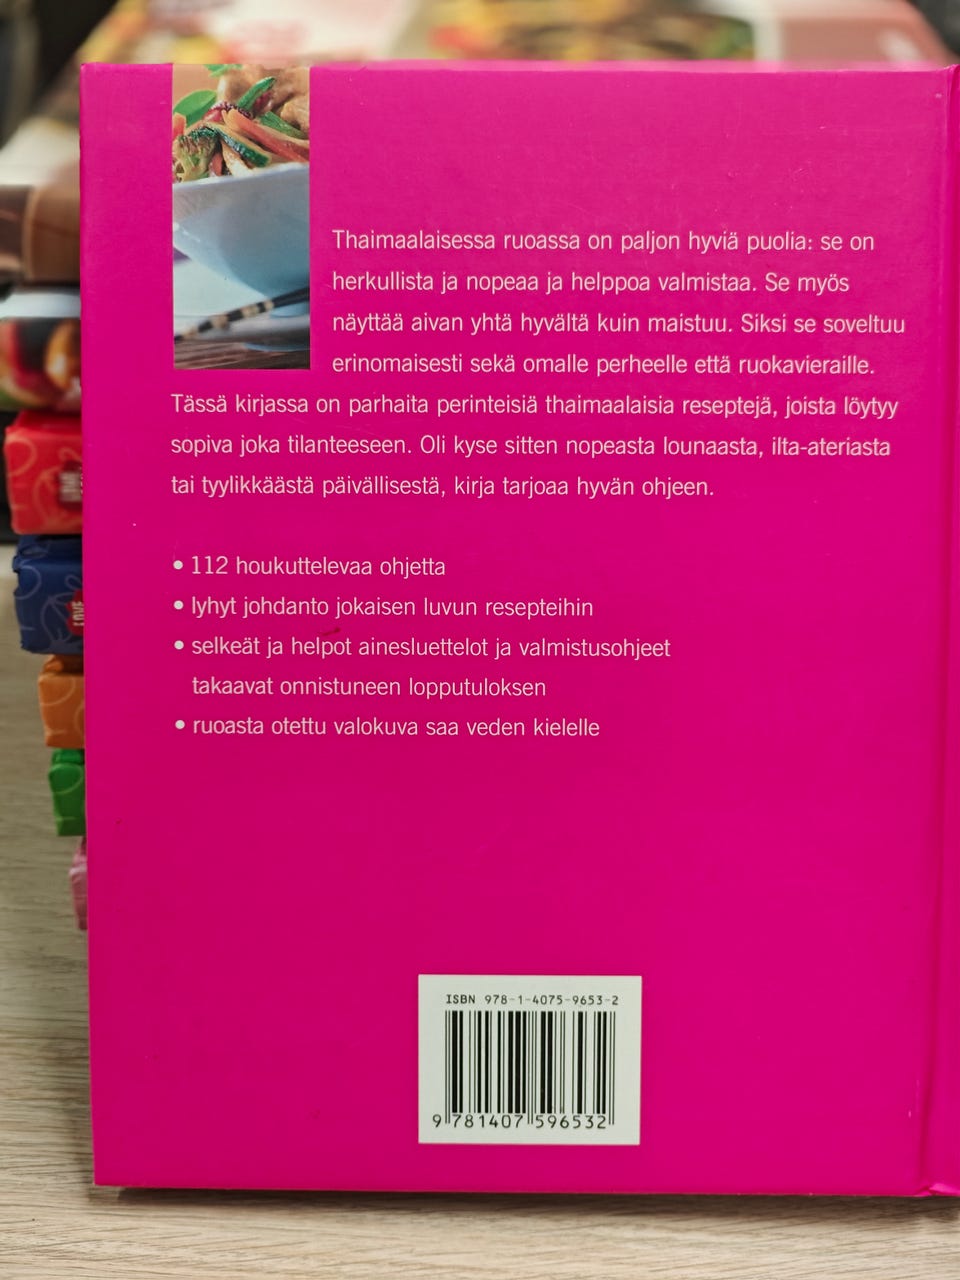 Thaimaalaisessa ruoassa on paljon hyviä puolia: se on
herkullista ja nopeaa ja helppoa valmistaa. Se myös
näyttää aivan yhtä hyvältä kuin maistuu. Siksi se soveltuu
erinomaisesti sekä omalle perheelle että ruokavieraille.
Tässä kirjassa on parhaita perinteisiä thaimaalaisia reseptejä, joista löytyy
sopiva joka tilanteeseen. Oli kyse sitten nopeasta lounaasta, ilta-ateriasta
tai tyylikkäästä päivällisestä, kirja tarjoaa hyvän ohjeen.
• 112 houkuttelevaa ohjetta
• lyhyt johdanto jokaisen luvun resepteihin
• selkeät ja helpot ainesluettelot ja valmistusohjeet
takaavat onnistuneen lopputuloksen
• ruoasta otettu valokuva saa veden kielelle
LOVE
ISBN 978-1-4075-9653-2
9 781407 596532